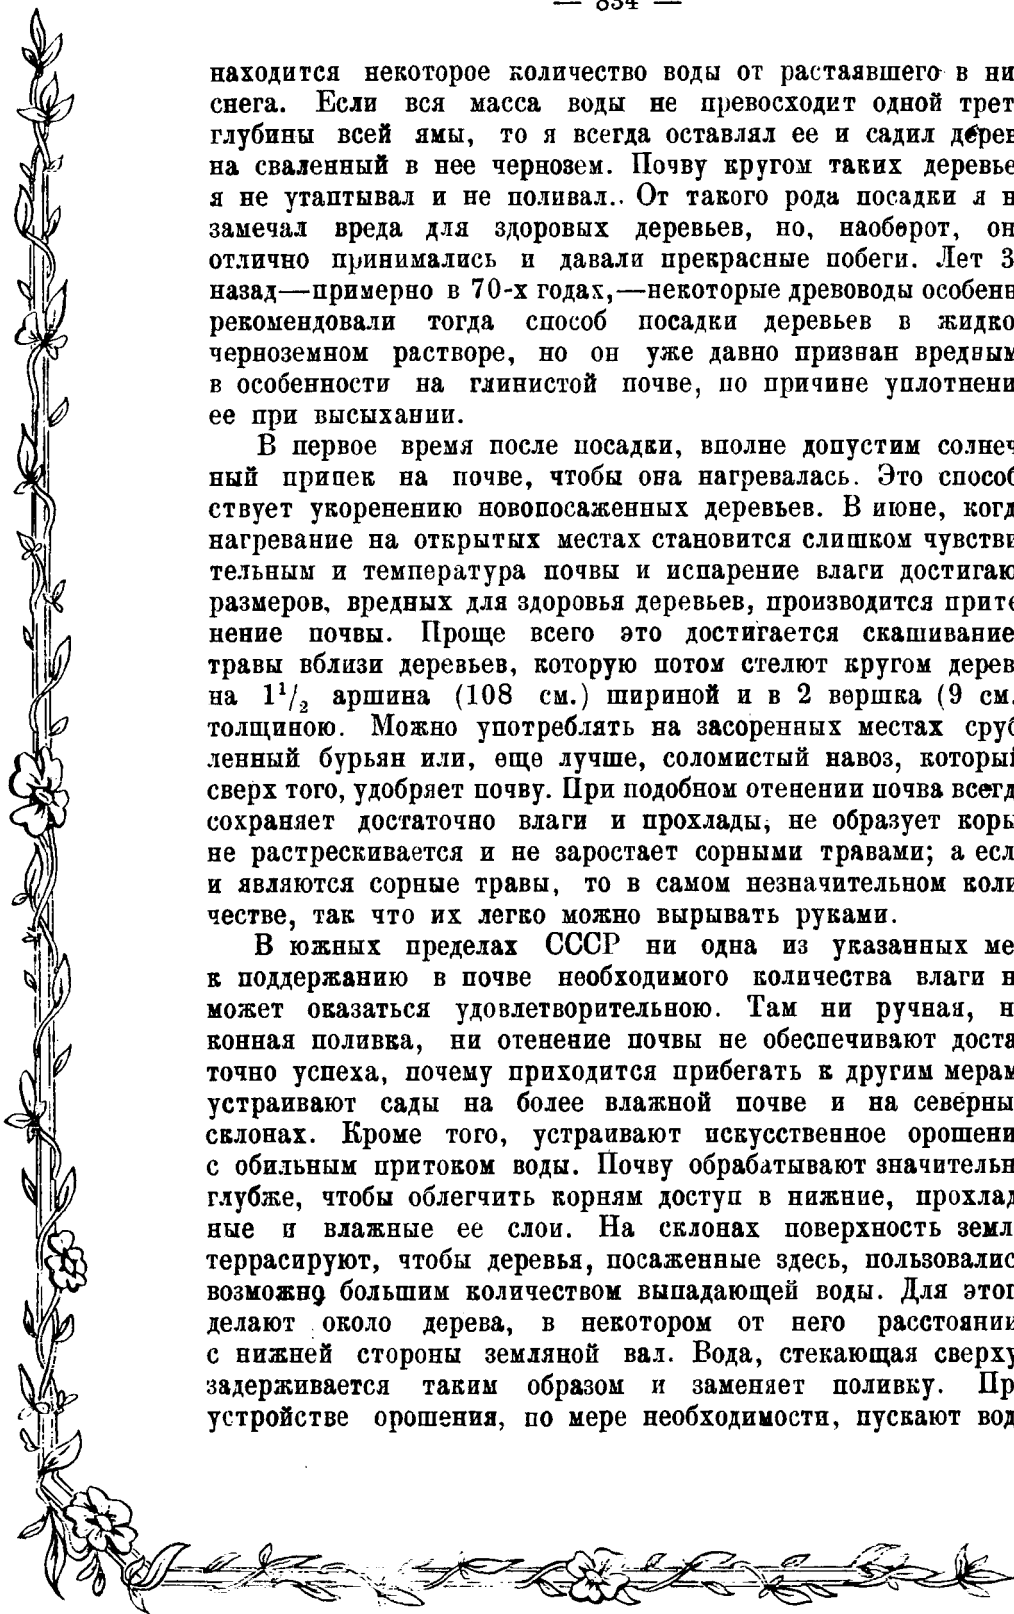 — 834 —
находится некоторое количество воды от растаявшего в ни
снега. Если вся масса воды не превосходит одной трет
глубины всей ямы, то я всегда оставлял ее и садил дерев
на сваленный в нее чернозем. Почву кругом таких деревье
я не утаптывал и не поливал.. От такого рода посадки я н
замечал вреда для здоровых деревьев, но, наоборот, он
отлично принимались и давали прекрасные побеги. Лет 3
назад—примерно в 70-х годах,—некоторые древоводы особенн
рекомендовали тогда способ посадки деревьев в жидко
черноземном растворе, но он уже давно признан вредным
в особенности на глинистой почве, по причине уплотнени
ее при высыхании.
В первое время после посадки, вполне допустим солнеч
ный припек на почве, чтобы она нагревалась. Это способ
ствует укоренению новопосаженных деревьев. В июне, когд
нагревание на открытых местах становится слишком чувстви
тельным и температура почвы и испарение влаги достигаю
размеров, вредных для здоровья деревьев, производится прите
нение почвы. Проще всего это достигается скашивание
травы вблизи деревьев, которую потом стелют кругом дерев
на 1¹/₂ аршина (108 см.) шириной и в 2 вершка (9 см.
толщиною. Можно употреблять на засоренных местах сруб
ленный бурьян или, еще лучше, соломистый навоз, который
сверх того, удобряет почву. При подобном отенении почва всегд
сохраняет достаточно влаги и прохлады, не образует коры
не растрескивается и не заростает сорными травами; а есл
и являются сорные травы, то в самом незначительном коли
честве, так что их легко можно вырывать руками.
В южных пределах СССР ни одна из указанных ме
к поддержанию в почве необходимого количества влаги н
может оказаться удовлетворительною. Там ни ручная, н
конная поливка, ни отенение почвы не обеспечивают доста
точно успеха, почему приходится прибегать к другим мерам
устраивают сады на более влажной почве и на северны
склонах. Кроме того, устраивают искусственное орошени
с обильным притоком воды. Почву обрабатывают значительн
глубже, чтобы облегчить корням доступ в нижние, прохлад
ные и влажные ее слои. На склонах поверхность земл
террасируют, чтобы деревья, посаженные здесь, пользовалис
возможно большим количеством выпадающей воды. Для этог
делают около дерева, в некотором от него расстоянии
с нижней стороны земляной вал. Вода, стекающая сверху
задерживается таким образом и заменяет поливку. Пр
устройстве орошения, по мере необходимости, пускают вод